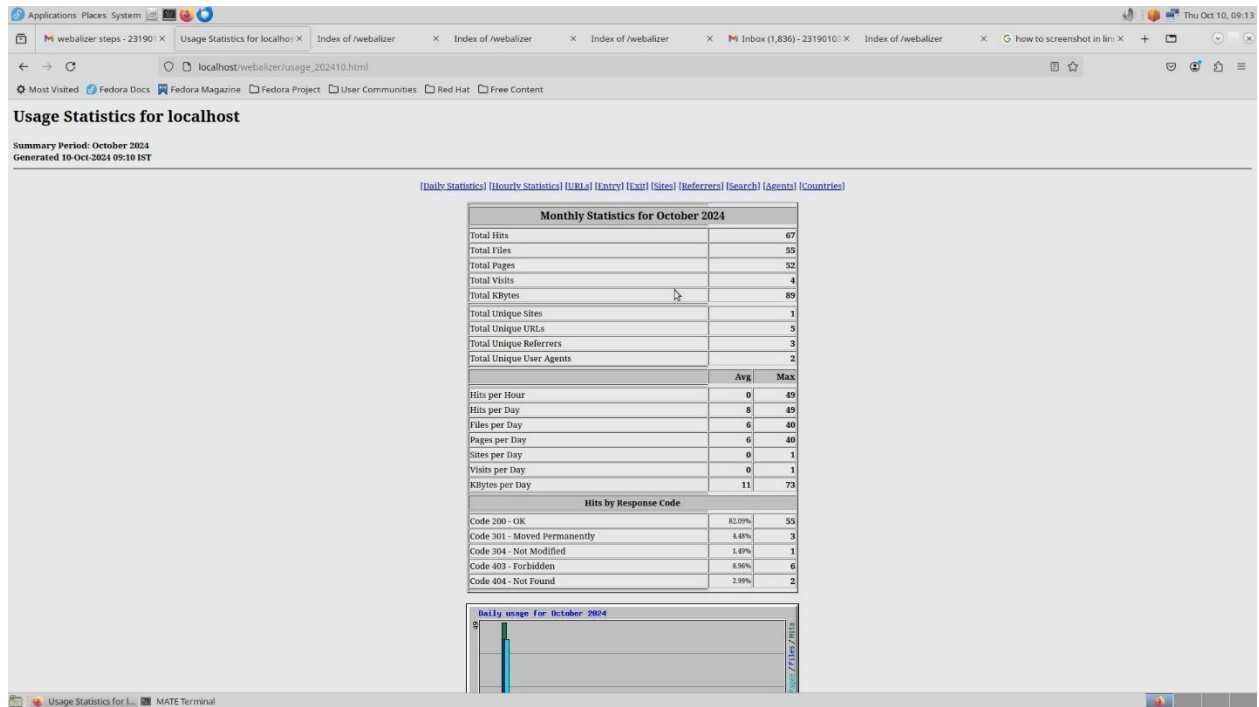 Applications Places System
Thu Oct 10, 09:13
webalizer steps - 23190
Usage Statistics for localhos
Index of /webalizer
Index of /webalizer
Index of /webalizer
Inbox (1,836) - 2319010
Index of /webalizer
how to screenshot in lin
localhost/webalizer/usage_202410.html
Most Visited Fedora Docs Fedora Magazine Fedora Project User Communities Red Hat Free Content
Usage Statistics for localhost
Summary Period: October 2024
Generated 10-Oct-2024 09:10 IST
[Daily Statistics] [Hourly Statistics] [URLs] [Entry] [Exit] [Sites] [Referrers] [Search] [Agents] [Countries]
Monthly Statistics for October 2024
Total Hits 67
Total Files 55
Total Pages 52
Total Visits 4
Total KBytes 89
Total Unique Sites 1
Total Unique URLs 5
Total Unique Referrers 3
Total Unique User Agents 2
Avg Max
Hits per Hour 0 49
Hits per Day 8 49
Files per Day 6 40
Pages per Day 6 40
Sites per Day 0 1
Visits per Day 0 1
KBytes per Day 11 73
Hits by Response Code
Code 200 - OK 82.09% 55
Code 301 - Moved Permanently 4.48% 3
Code 304 - Not Modified 1.49% 1
Code 403 - Forbidden 8.96% 6
Code 404 - Not Found 2.99% 2
Daily usage for October 2024
49
Pages / Files / Hits
Usage Statistics for l... MATE Terminal